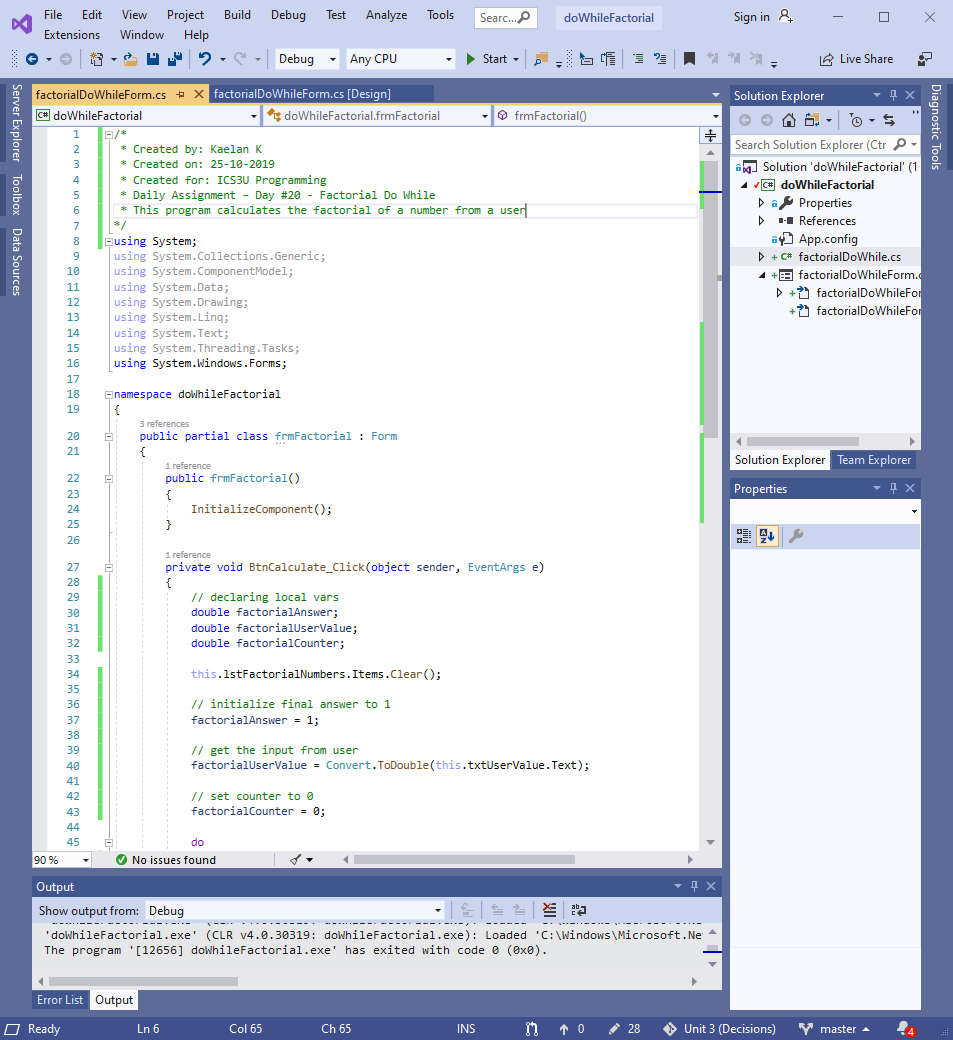 File Edit View Project Build Debug Test Analyze Tools Searc... doWhileFactorial Sign in
Extensions Window Help
Debug Any CPU Start Live Share
Server Explorer
Toolbox
Data Sources
factorialDoWhileForm.cs factorialDoWhileForm.cs [Design]
C# doWhileFactorial doWhileFactorial.frmFactorial frmFactorial()
1 /*
2 * Created by: Kaelan K
3 * Created on: 25-10-2019
4 * Created for: ICS3U Programming
5 * Daily Assignment – Day #20 - Factorial Do While
6 * This program calculates the factorial of a number from a user
7 */
8 using System;
9 using System.Collections.Generic;
10 using System.ComponentModel;
11 using System.Data;
12 using System.Drawing;
13 using System.Linq;
14 using System.Text;
15 using System.Threading.Tasks;
16 using System.Windows.Forms;
17
18 namespace doWhileFactorial
19 {
3 references
20 public partial class frmFactorial : Form
21 {
1 reference
22 public frmFactorial()
23 {
24 InitializeComponent();
25 }
26
1 reference
27 private void BtnCalculate_Click(object sender, EventArgs e)
28 {
29 // declaring local vars
30 double factorialAnswer;
31 double factorialUserValue;
32 double factorialCounter;
33
34 this.lstFactorialNumbers.Items.Clear();
35
36 // initialize final answer to 1
37 factorialAnswer = 1;
38
39 // get the input from user
40 factorialUserValue = Convert.ToDouble(this.txtUserValue.Text);
41
42 // set counter to 0
43 factorialCounter = 0;
44
45 do
90 % No issues found
Output
Show output from: Debug
'doWhileFactorial.exe' (CLR v4.0.30319: doWhileFactorial.exe): Loaded 'C:\Windows\Microsoft.Ne
The program '[12656] doWhileFactorial.exe' has exited with code 0 (0x0).
Error List Output
Solution Explorer
Search Solution Explorer (Ctr
Solution 'doWhileFactorial' (1
C# doWhileFactorial
Properties
References
App.config
C# factorialDoWhile.cs
factorialDoWhileForm.c
factorialDoWhileFor
factorialDoWhileFor
Solution Explorer Team Explorer
Properties
Diagnostic Tools
Ready Ln 6 Col 65 Ch 65 INS 0 28 Unit 3 (Decisions) master 4